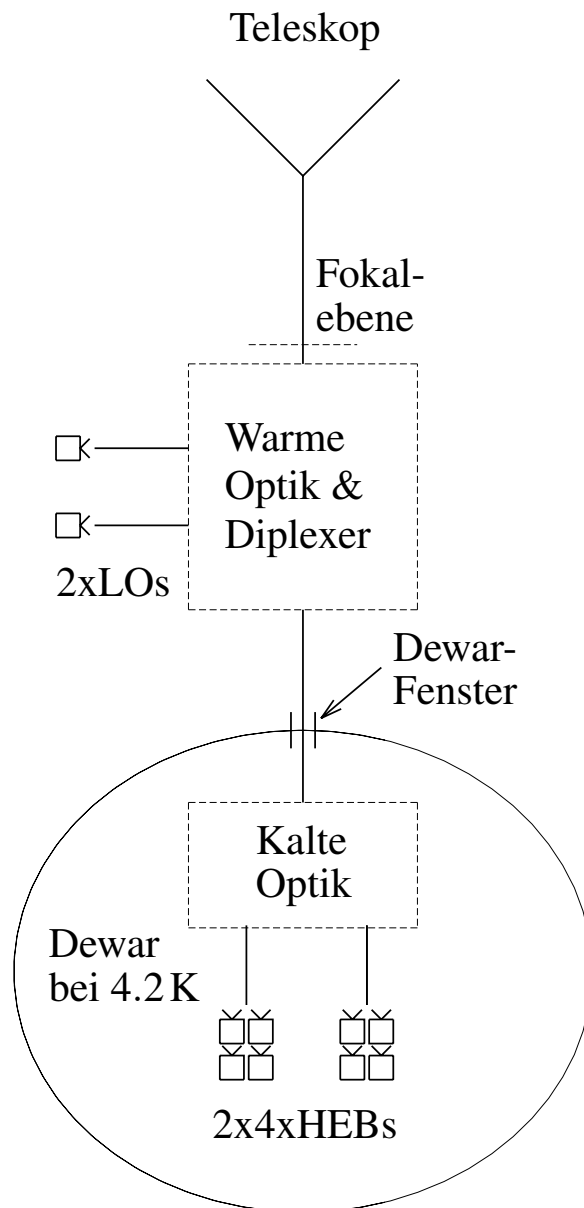 Teleskop
Fokal-
ebene
Warme
Optik &
Diplexer
2xLOs
Dewar-
Fenster
Kalte
Optik
Dewar
bei 4.2 K
2x4xHEBs